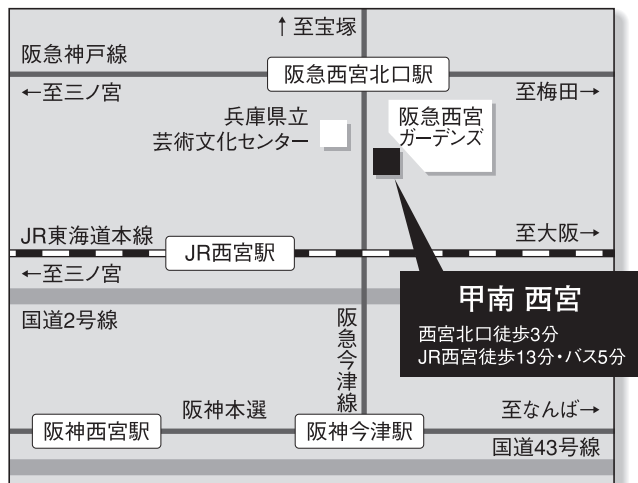 ↑至宝塚
阪急神戸線
阪急西宮北口駅
←至三ノ宮
至梅田→
兵庫県立
芸術文化センター
阪急西宮
ガーデンズ
JR東海道本線
至大阪→
JR西宮駅
←至三ノ宮
甲南 西宮
西宮北口徒歩3分
JR西宮徒歩13分・バス5分
国道2号線
阪急今津線
阪神本選
至なんば→
阪神西宮駅
阪神今津駅
国道43号線